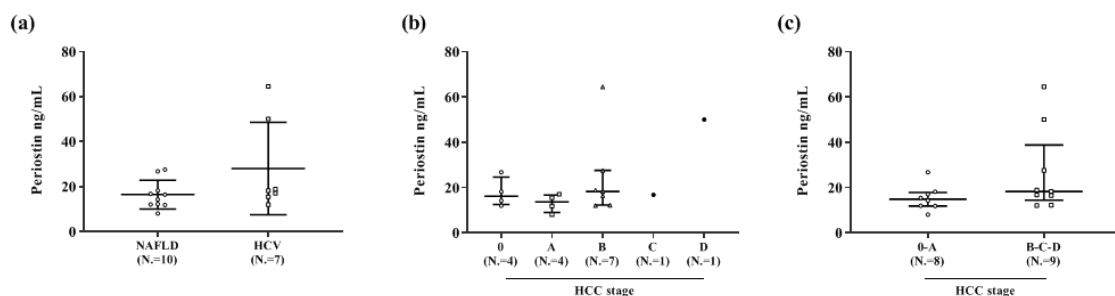 (a)
Periostin ng/mL
80
60
40
20
0
NAFLD HCV
(N.=10) (N.=7)
(b)
Periostin ng/mL
80
60
40
20
0
0 A B C D
(N.=4) (N.=4) (N.=7) (N.=1) (N.=1)
HCC stage
(c)
Periostin ng/mL
80
60
40
20
0
0-A B-C-D
(N.=8) (N.=9)
HCC stage